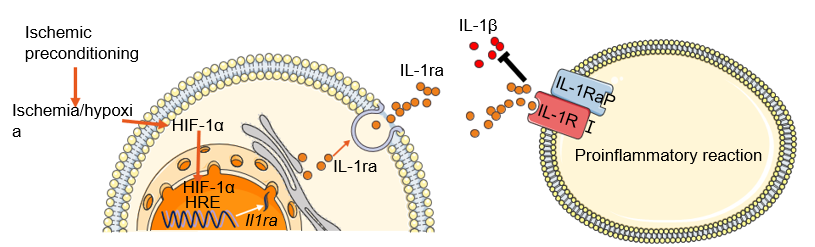 Ischemic
preconditioning
Ischemia/hypoxi
a
HIF-1α
HIF-1α
HRE
Il1ra
IL-1ra
IL-1ra
IL-1β
IL-1RaP
IL-1R I
Proinflammatory reaction